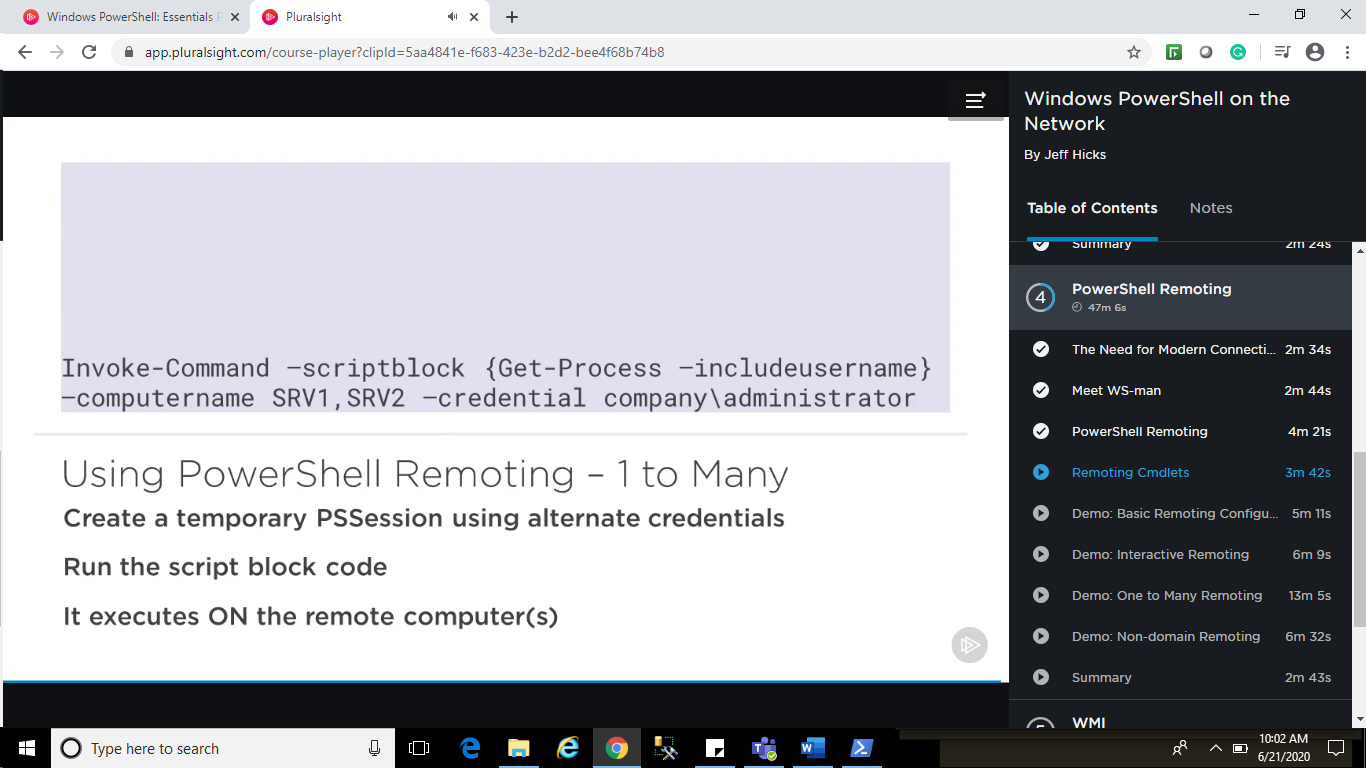 Windows PowerShell: Essentials P
Pluralsight
app.pluralsight.com/course-player?clipId=5aa4841e-f683-423e-b2d2-bee4f68b74b8
Invoke-Command –scriptblock {Get-Process –includeusername}
–computername SRV1,SRV2 –credential company\administrator
Using PowerShell Remoting – 1 to Many
Create a temporary PSSession using alternate credentials
Run the script block code
It executes ON the remote computer(s)
Windows PowerShell on the
Network
By Jeff Hicks
Table of Contents
Notes
Summary 2m 24s
4 PowerShell Remoting
47m 6s
The Need for Modern Connecti... 2m 34s
Meet WS-man 2m 44s
PowerShell Remoting 4m 21s
Remoting Cmdlets 3m 42s
Demo: Basic Remoting Configu... 5m 11s
Demo: Interactive Remoting 6m 9s
Demo: One to Many Remoting 13m 5s
Demo: Non-domain Remoting 6m 32s
Summary 2m 43s
5 WMI
Type here to search
10:02 AM
6/21/2020